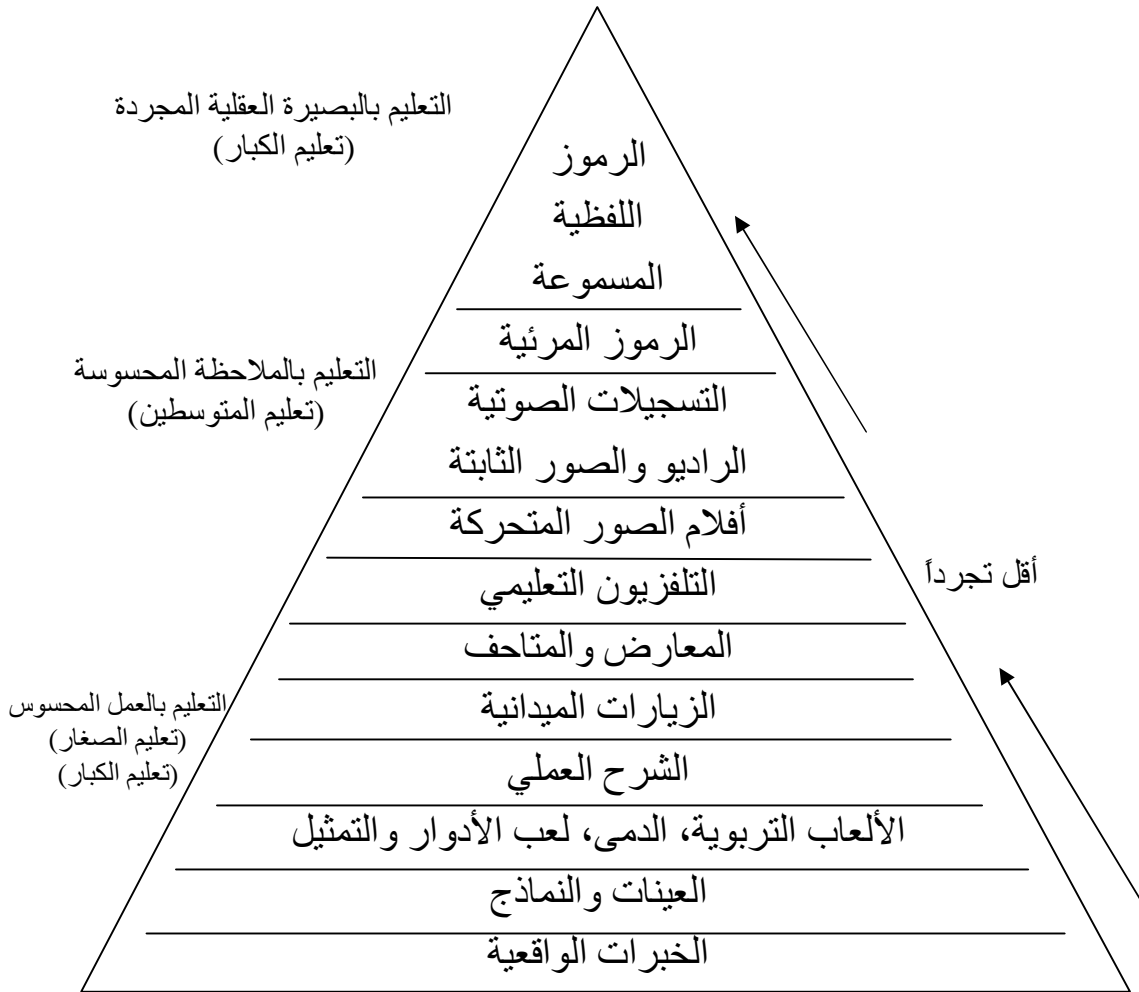 التعليم بالبصيرة العقلية المجردة
(تعليم الكبار)
الرموز
اللفظية
المسموعة
الرموز المرئية
التعليم بالملاحظة المحسوسة
(تعليم المتوسطين)
التسجيلات الصوتية
الراديو والصور الثابتة
أفلام الصور المتحركة
أقل تجرداً
التلفزيون التعليمي
المعارض والمتاحف
الزيارات الميدانية
التعليم بالعمل المحسوس
(تعليم الصغار)
(تعليم الكبار)
الشرح العملي
الألعاب التربوية، الدمى، لعب الأدوار والتمثيل
العينات والنماذج
الخبرات الواقعية